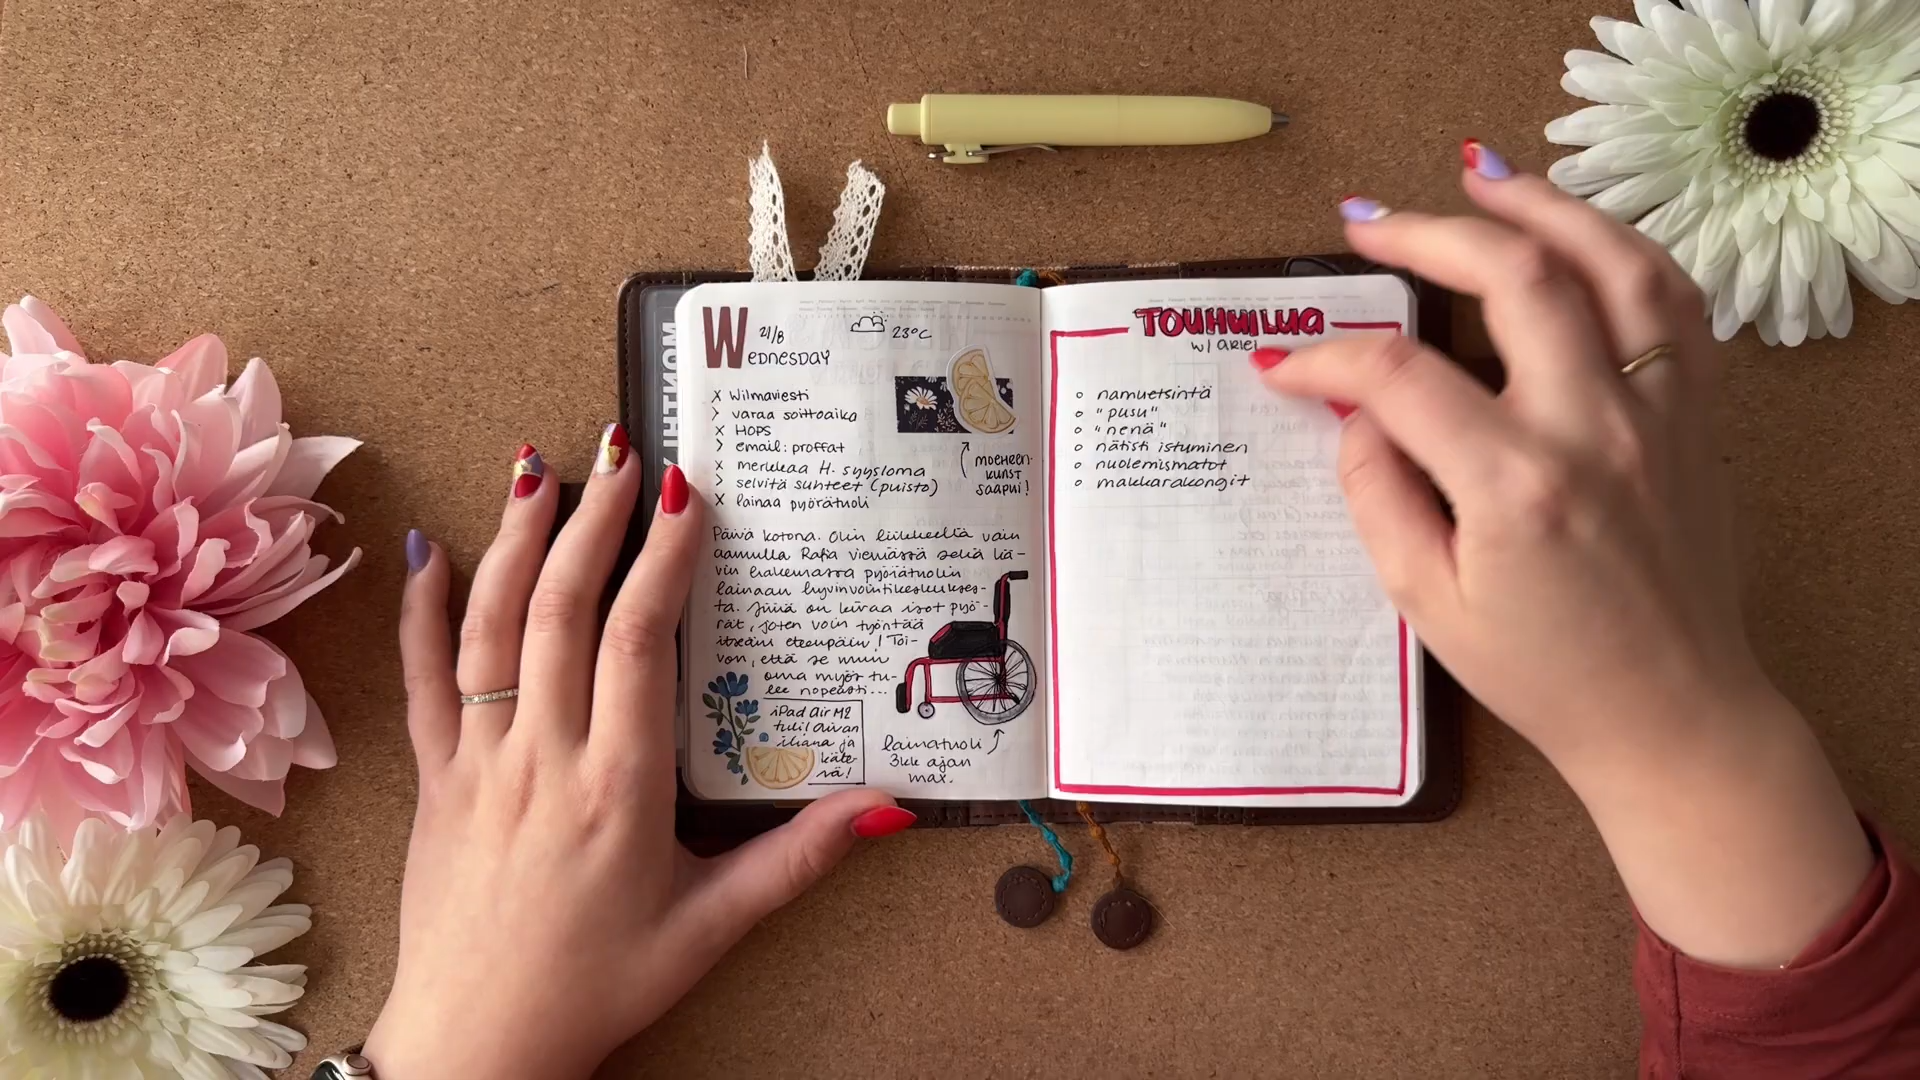 MONTH
W
21/8
23°C
EDNESDAY
x Wilmaviesti
> varaa soittoaika
x HOPS
> email: proffat
x merkkaa H. syysloma
> selvitä suhteet (puisto)
x lainaa pyörätuoli
MOEHREN-
KUNST
SAAPUI!
Päivä kotona. Olin liikkeellä vain
aamulla Rafia viemässä sekä kä-
vin hakemassa pyörätuolin
lainaan hyvinvointikeskukses-
ta. Siinä on kivaa isot pyö-
rät, joten voin työntää
itseäni eteenpäin! Toi-
von, että se mun
oma myös tu-
lee nopeasti...
iPad Air M2
tuli! Aivan
ihana ja
käte-
vä!
lainatuoli
3kk ajan
max.
TOUHUILUA
w/ ARIEL
o namuetsintä
o "pusu"
o "nenä"
o nätisti istuminen
o nuolemismatot
o makkarakongit